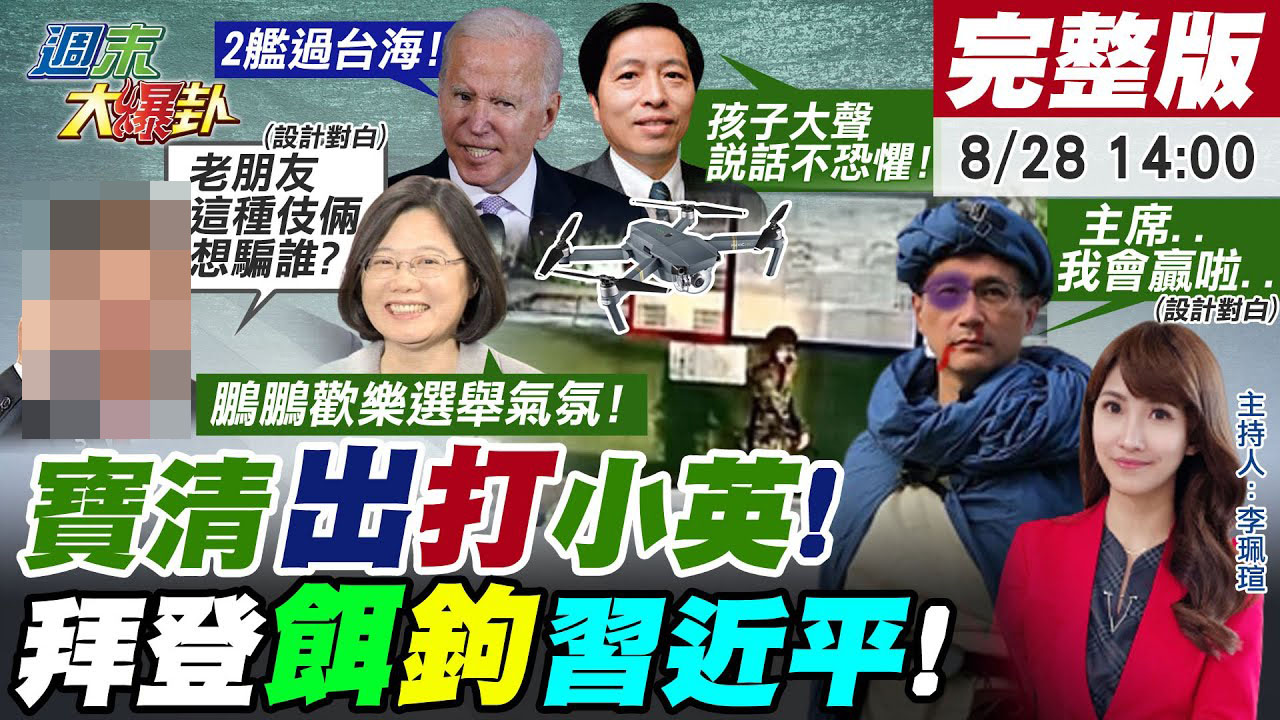 週末
大爆卦
2艦過台海!
孩子大聲
說話不恐懼!
完整版
8/28 14:00
(設計對白)
老朋友
這種伎倆
想騙誰?
主席..
我會贏啦..
(設計對白)
鵬鵬歡樂選舉氣氛!
主持人:李珮瑄
寶清出打小英!
拜登餌鉤習近平!